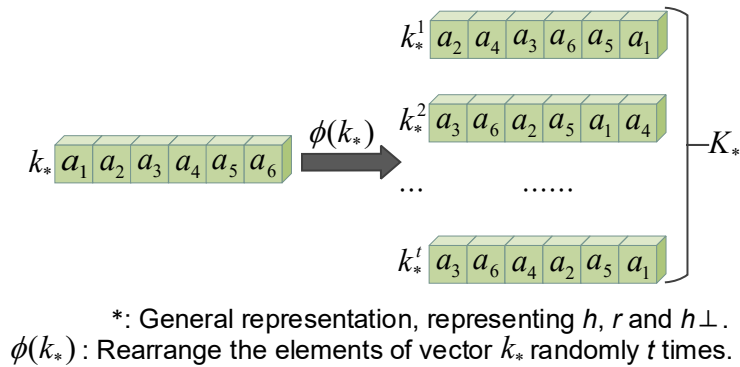 k*¹ a₂ a₄ a₃ a₆ a₅ a₁
k* a₁ a₂ a₃ a₄ a₅ a₆
ϕ(k*)
k*² a₃ a₆ a₂ a₅ a₁ a₄
K*
... ......
k*ᵗ a₃ a₆ a₄ a₂ a₅ a₁
*: General representation, representing h, r and h⊥.
ϕ(k*) : Rearrange the elements of vector k* randomly t times.